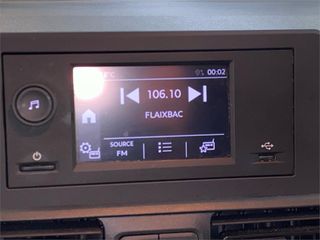 °C 00:02
106.10
FLAIXBAC
SOURCE
FM